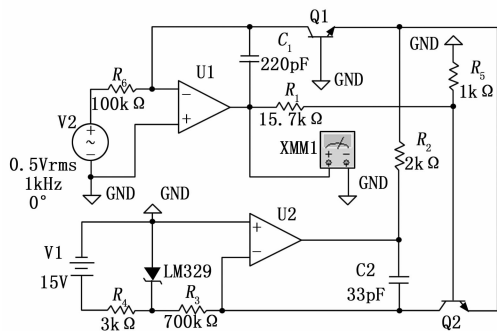 Q1
GND
C1
220pF
GND
R6
100kΩ
U1
R1
15.7kΩ
R5
1kΩ
V2
0.5Vrms
1kHz
0°
GND
XMM1
GND
R2
2kΩ
GND
U2
V1
15V
LM329
C2
33pF
R4
3kΩ
R3
700kΩ
Q2